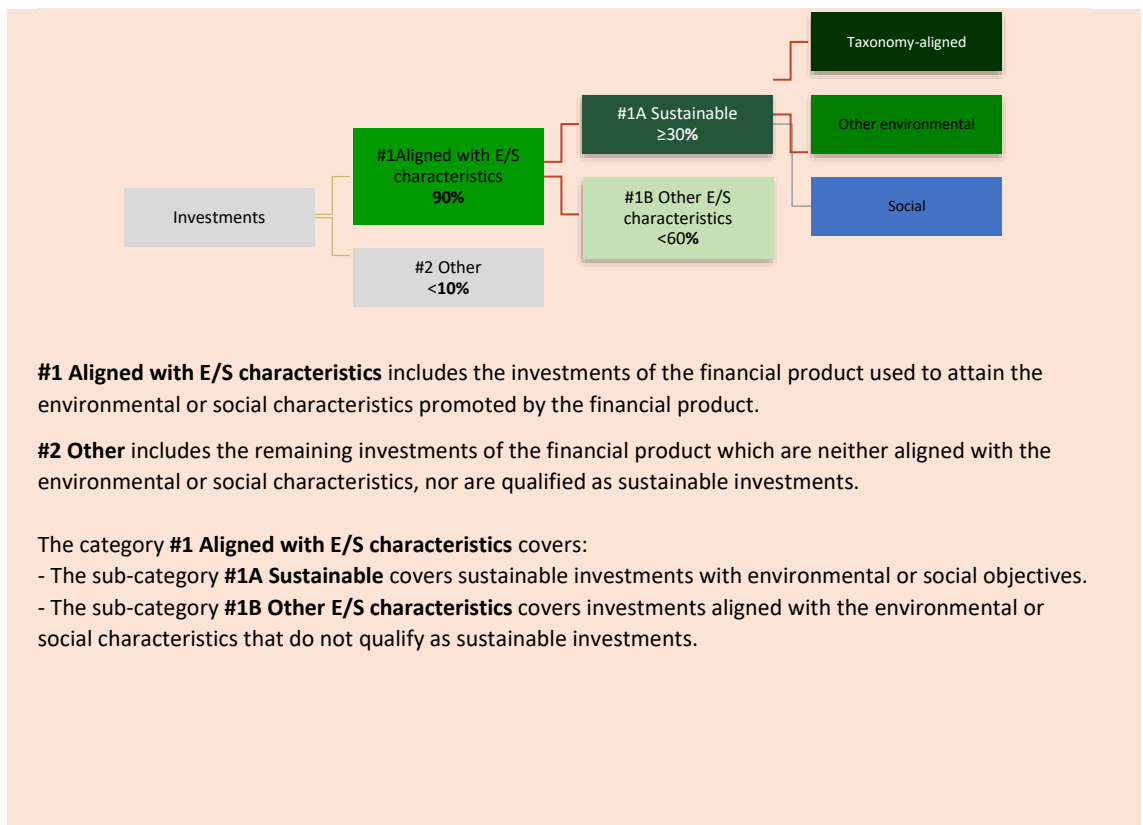 Taxonomy-aligned
#1A Sustainable
≥30%
Other environmental
#1Aligned with E/S
characteristics
90%
#1B Other E/S
characteristics
<60%
Investments
Social
#2 Other
<10%
#1 Aligned with E/S characteristics includes the investments of the financial product used to attain the
environmental or social characteristics promoted by the financial product.
#2 Other includes the remaining investments of the financial product which are neither aligned with the
environmental or social characteristics, nor are qualified as sustainable investments.
The category #1 Aligned with E/S characteristics covers:
- The sub-category #1A Sustainable covers sustainable investments with environmental or social objectives.
- The sub-category #1B Other E/S characteristics covers investments aligned with the environmental or
social characteristics that do not qualify as sustainable investments.